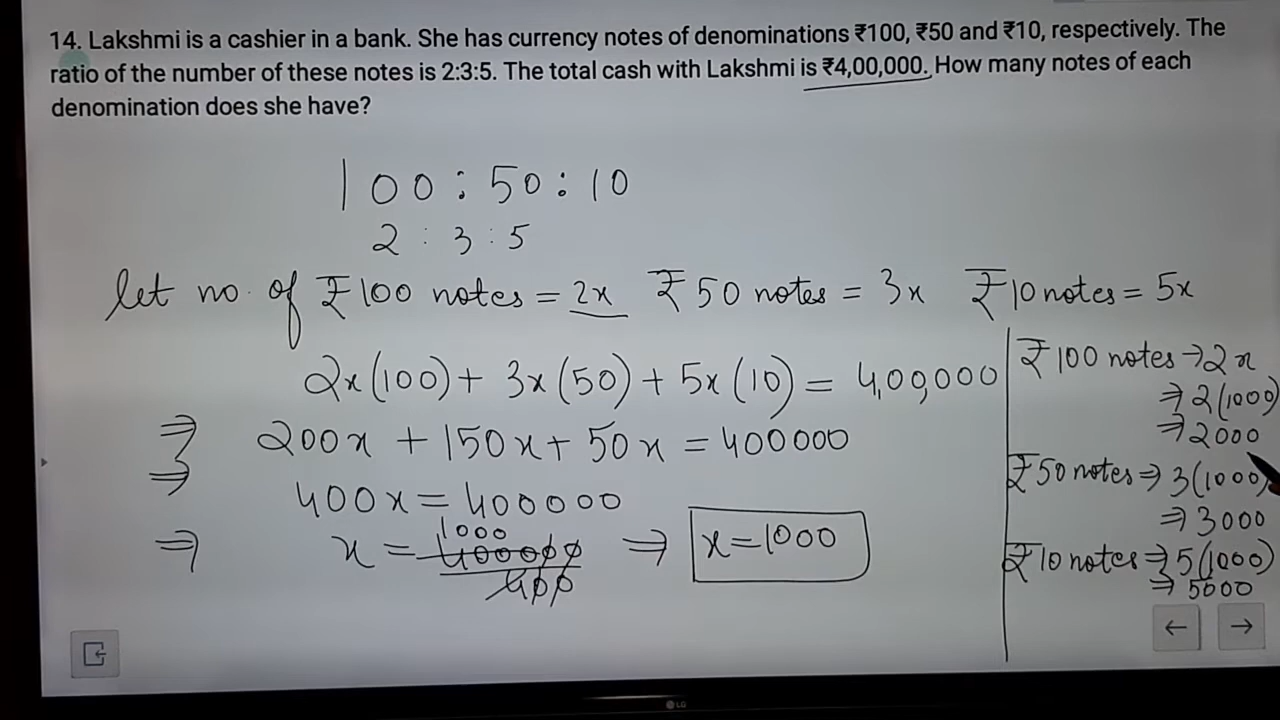 14. Lakshmi is a cashier in a bank. She has currency notes of denominations ₹100, ₹50 and ₹10, respectively. The
ratio of the number of these notes is 2:3:5. The total cash with Lakshmi is ₹4,00,000. How many notes of each
denomination does she have?
100 : 50 : 10
2 : 3 : 5
let no. of ₹100 notes = 2x ₹50 notes = 3x ₹10 notes = 5x
2x(100) + 3x(50) + 5x(10) = 4,00,000
⇒ 200x + 150x + 50x = 400000
⇒ 400x = 400000
1000
⇒ x = 400000/400 ⇒ x = 1000
₹100 notes → 2x
⇒ 2(1000)
⇒ 2000
₹50 notes ⇒ 3(1000)
⇒ 3000
₹10 notes ⇒ 5(1000)
⇒ 5000
← →
LG